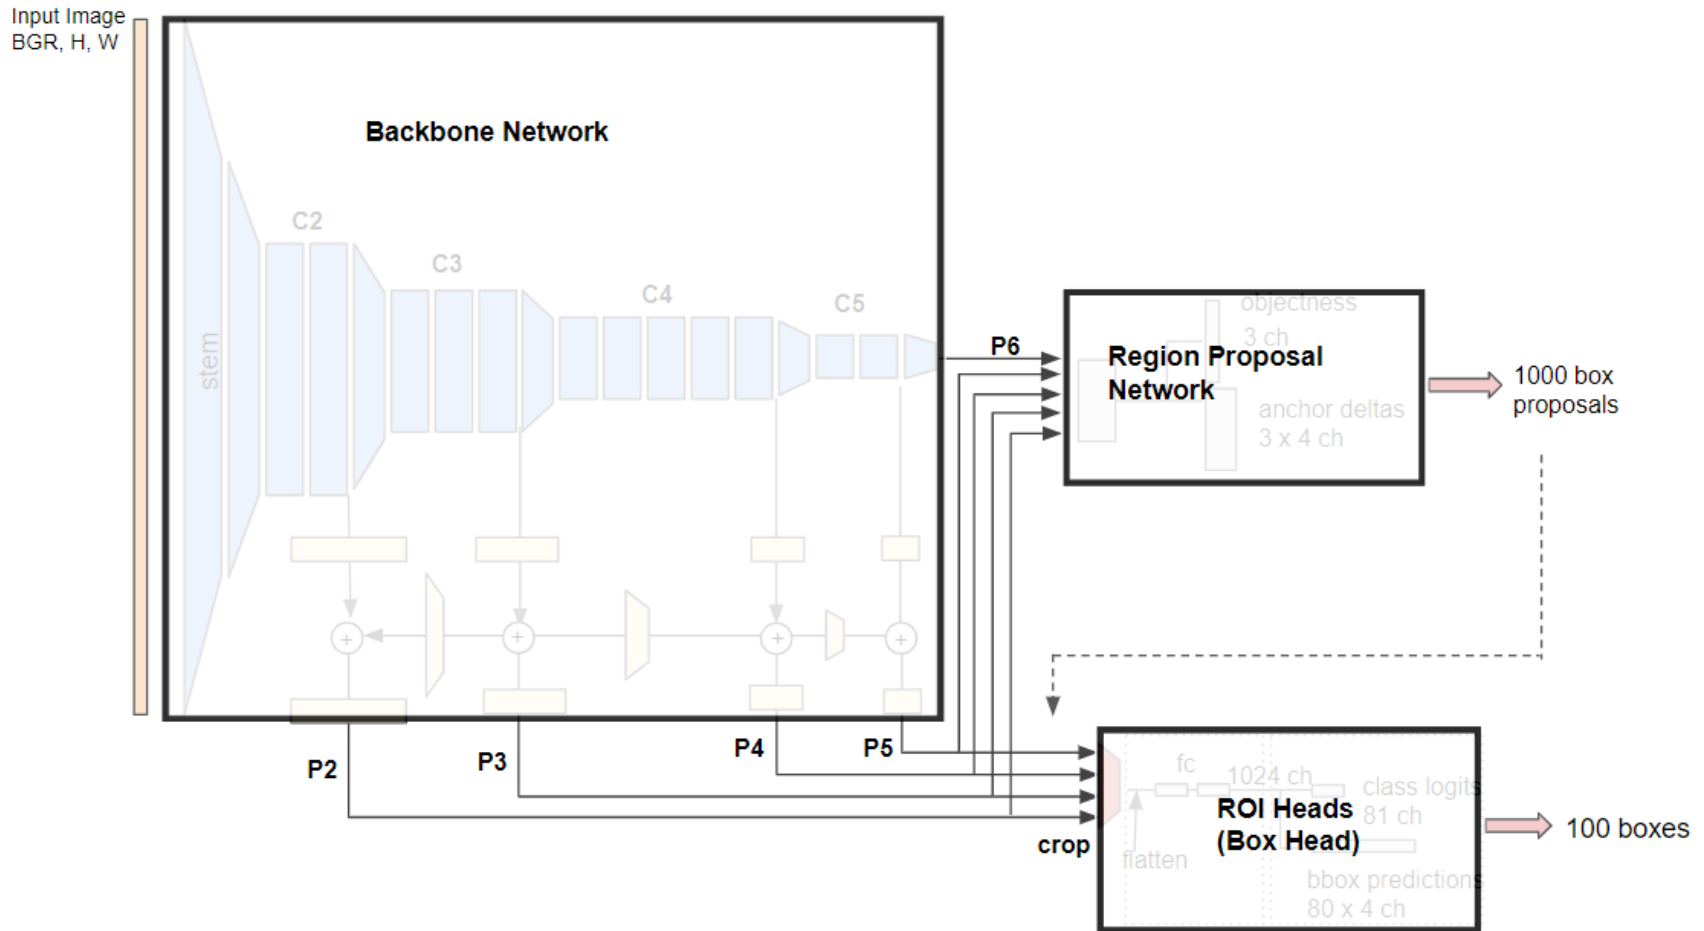 Input Image
BGR, H, W
Backbone Network
C2
C3
C4
C5
stem
+
+
+
+
P2
P3
P4
P5
P6
objectness
3 ch
Region Proposal
Network
anchor deltas
3 x 4 ch
1000 box
proposals
crop
fc
1024 ch
flatten
class logits
81 ch
ROI Heads
(Box Head)
bbox predictions
80 x 4 ch
100 boxes